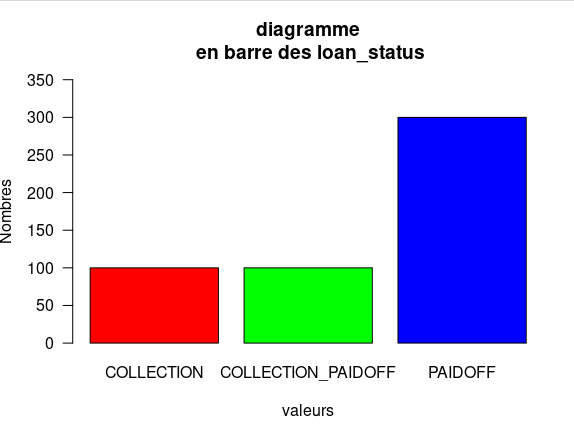 diagramme
en barre des loan_status
350
300
250
200
150
100
50
0
Nombres
COLLECTION COLLECTION_PAIDOFF PAIDOFF
valeurs